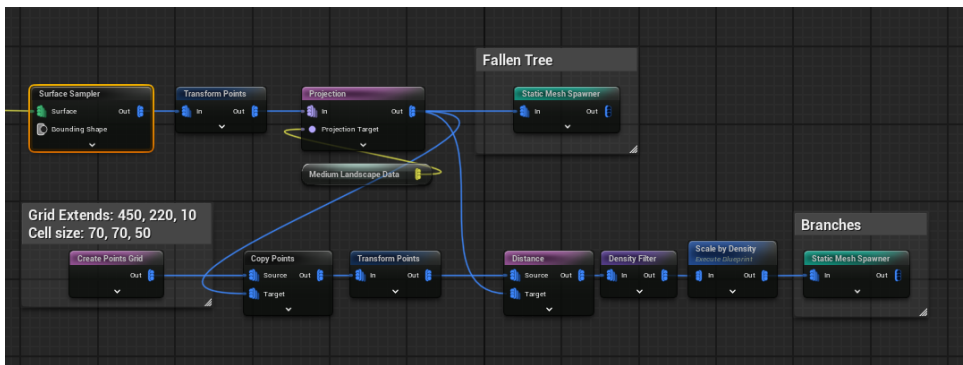 Fallen Tree
Surface Sampler
Surface
Out
Bounding Shape
Transform Points
In
Out
Projection
In
Out
Projection Target
Static Mesh Spawner
In
Out
Medium Landscape Data
Grid Extends: 450, 220, 10
Cell size: 70, 70, 50
Create Points Grid
Out
Copy Points
Source
Out
Target
Transform Points
In
Out
Distance
Source
Out
Target
Density Filter
In
Out
Scale by Density
Execute Blueprint
In
Out
Branches
Static Mesh Spawner
In
Out